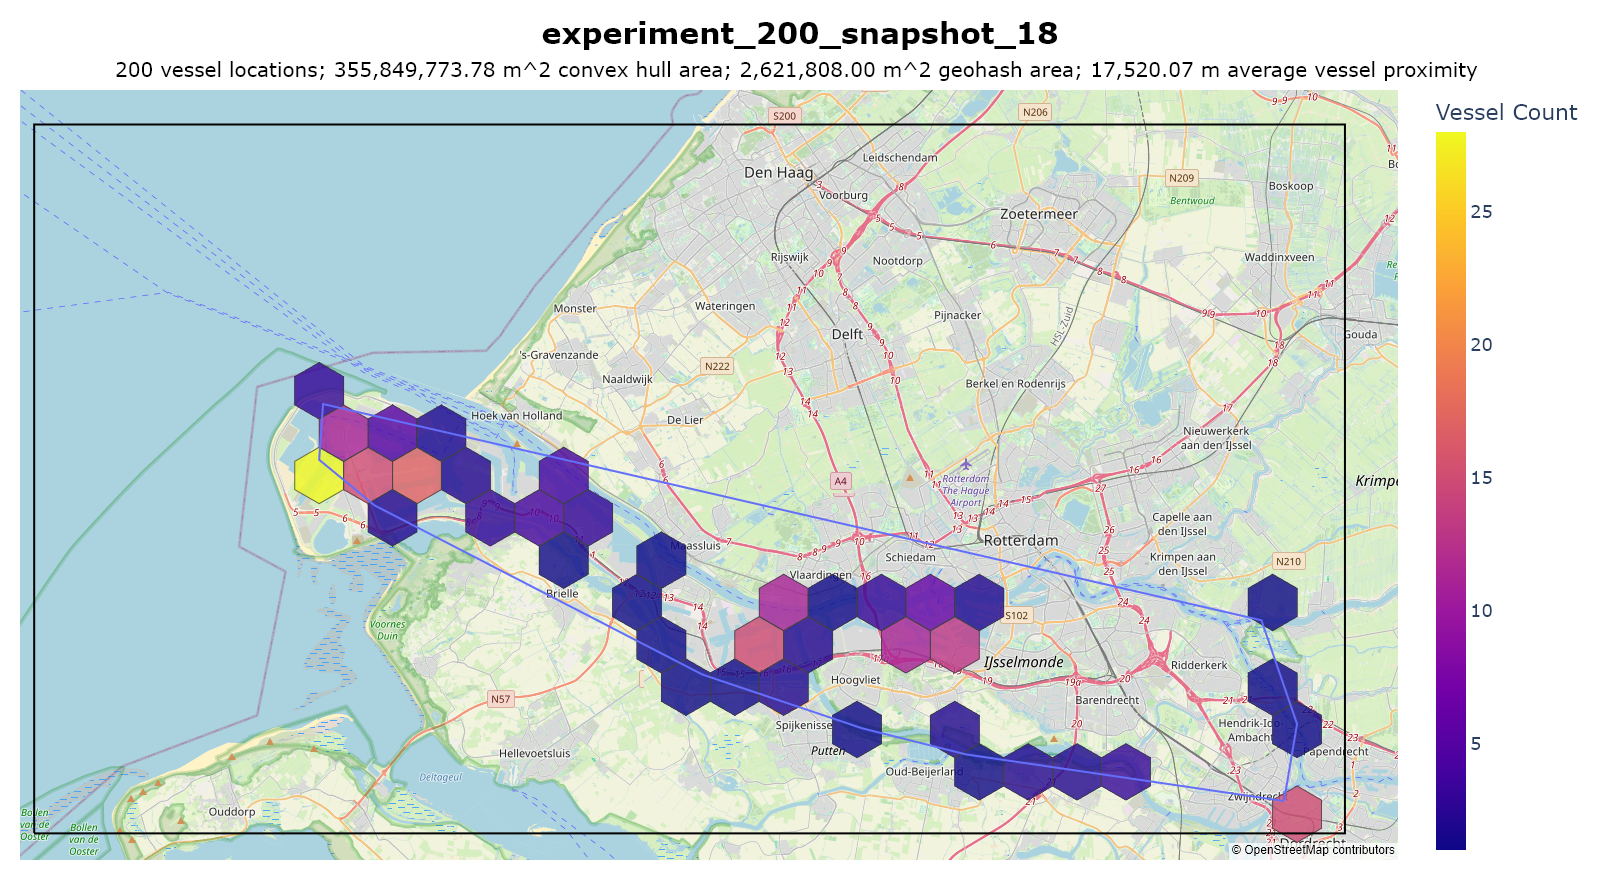 experiment_200_snapshot_18
200 vessel locations; 355,849,773.78 m^2 convex hull area; 2,621,808.00 m^2 geohash area; 17,520.07 m average vessel proximity
Vessel Count
25
20
15
10
5
S200
N206
Den Haag
Leidschendam
Voorburg
N209
Bentwoud
Boskoop
Zoetermeer
Rijswijk
Nootdorp
Waddinxveen
Monster
Wateringen
Pijnacker
Delft
HSL-Zuid
Gouda
's-Gravenzande
N222
Naaldwijk
Berkel en Rodenrijs
Hoek van Holland
De Lier
Nieuwerkerk
aan den IJssel
A4
Rotterdam
The Hague
Airport
Krimpe
Capelle aan
den IJssel
Maassluis
Schiedam
Rotterdam
Krimpen aan
den IJssel
N210
Vlaardingen
Brielle
S102
Voornes
Duin
IJsselmonde
Ridderkerk
Hoogvliet
N57
Barendrecht
Spijkenisse
Hendrik-Ido-
Ambacht
Papendrecht
Putten
Hellevoetsluis
Oud-Beijerland
Deltageul
Zwijndrecht
Ouddorp
Bollen
van de
Ooster
Bollen
van de
Ooster
Dordrecht
© OpenStreetMap contributors